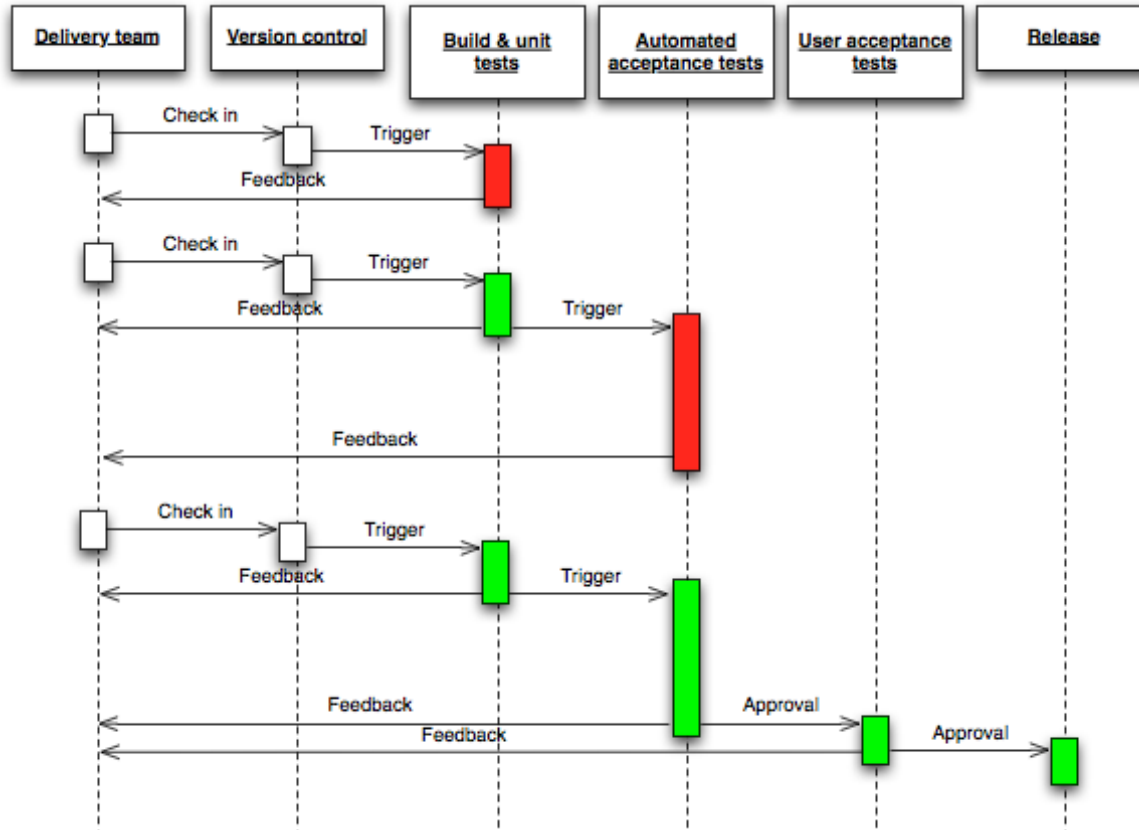 Delivery team
Version control
Build & unit
tests
Automated
acceptance tests
User acceptance
tests
Release
Check in
Trigger
Feedback
Check in
Trigger
Feedback
Trigger
Feedback
Check in
Trigger
Feedback
Trigger
Feedback
Approval
Feedback
Approval